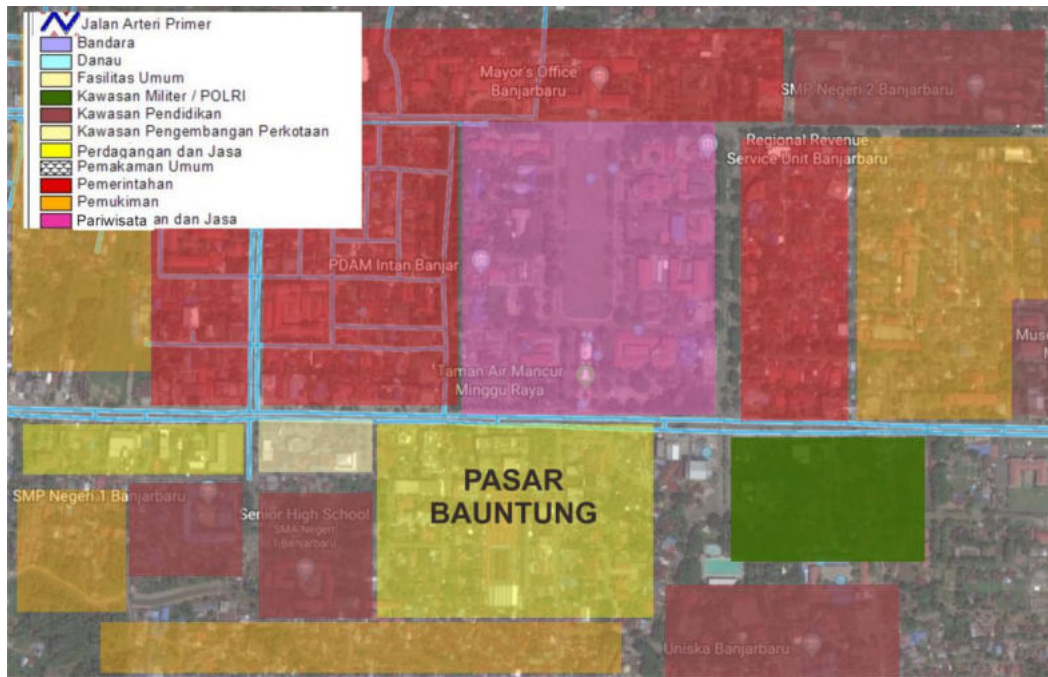 Jalan Arteri Primer
Bandara
Danau
Fasilitas Umum
Kawasan Militer / POLRI
Kawasan Pendidikan
Kawasan Pengembangan Perkotaan
Perdagangan dan Jasa
Pemakaman Umum
Pemerintahan
Pemukiman
Pariwisata an dan Jasa
Mayor's Office
Banjarbaru
SMP Negeri 2 Banjarbaru
Regional Revenue
Service Unit Banjarbaru
PDAM Intan Banjar
Taman Air Mancur
Minggu Raya
PASAR
BAUNTUNG
SMP Negeri 1 Banjarbaru
Senior High School
SMA Negeri
1 Banjarbaru
Uniska Banjarbaru